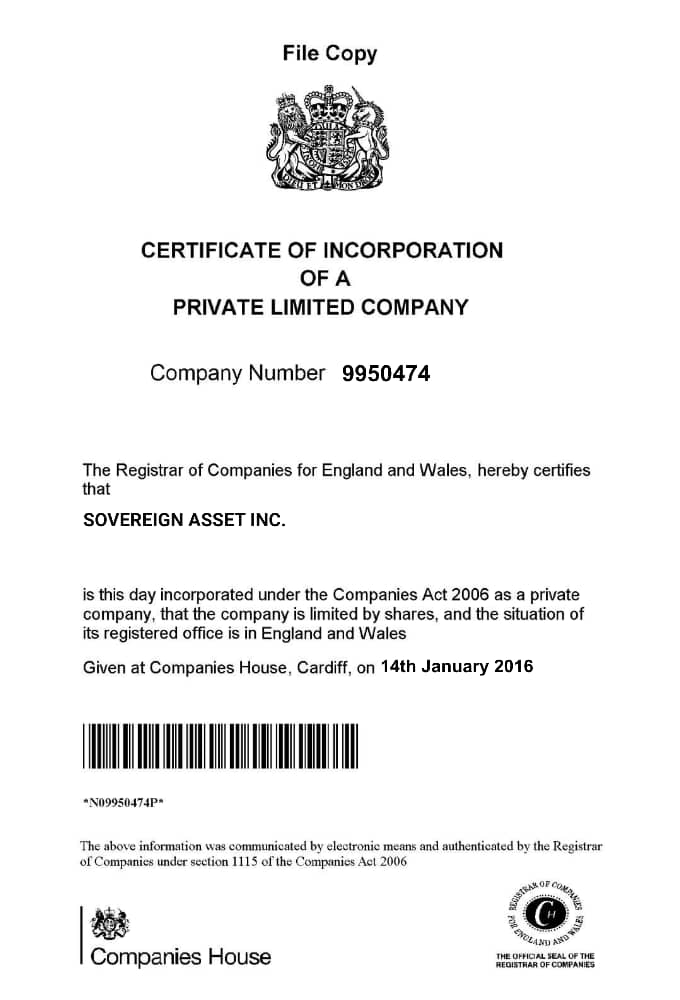 File Copy
DIEU ET MON DROIT
CERTIFICATE OF INCORPORATION
OF A
PRIVATE LIMITED COMPANY
Company Number 9950474
The Registrar of Companies for England and Wales, hereby certifies
that
SOVEREIGN ASSET INC.
is this day incorporated under the Companies Act 2006 as a private
company, that the company is limited by shares, and the situation of
its registered office is in England and Wales
Given at Companies House, Cardiff, on 14th January 2016
*N09950474P*
The above information was communicated by electronic means and authenticated by the Registrar
of Companies under section 1115 of the Companies Act 2006
Companies House
REGISTRAR OF COMPANIES
FOR ENGLAND AND WALES
CH
THE OFFICIAL SEAL OF THE
REGISTRAR OF COMPANIES